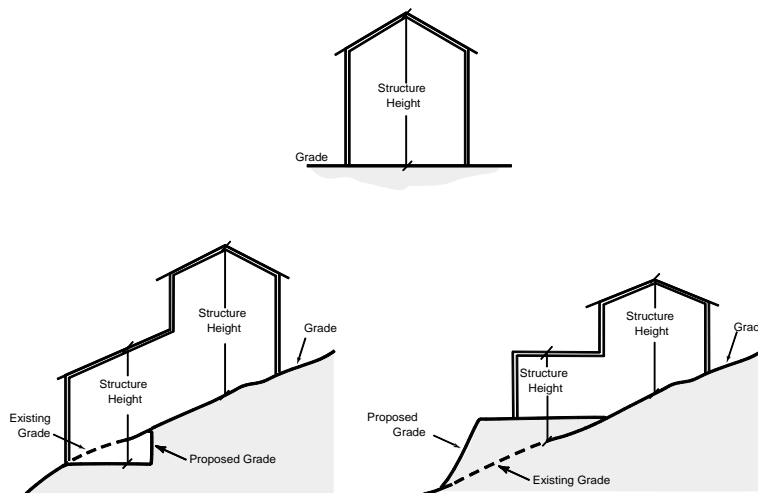 Structure
Height
Grade
Structure
Height
Grade
Structure
Height
Existing
Grade
Proposed Grade
Structure
Height
Grad
Structure
Height
Proposed
Grade
Existing Grade